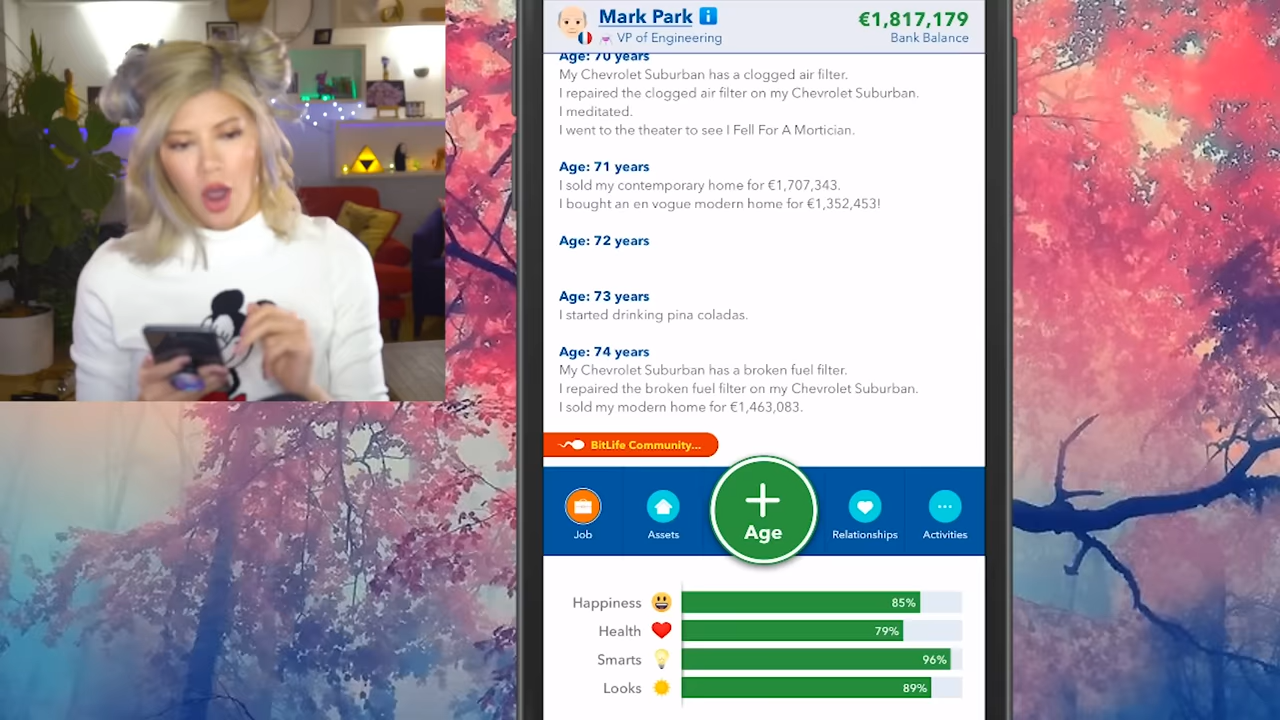 Mark Park
VP of Engineering
€1,817,179
Bank Balance
Age: 70 years
My Chevrolet Suburban has a clogged air filter.
I repaired the clogged air filter on my Chevrolet Suburban.
I meditated.
I went to the theater to see I Fell For A Mortician.
Age: 71 years
I sold my contemporary home for €1,707,343.
I bought an en vogue modern home for €1,352,453!
Age: 72 years
Age: 73 years
I started drinking pina coladas.
Age: 74 years
My Chevrolet Suburban has a broken fuel filter.
I repaired the broken fuel filter on my Chevrolet Suburban.
I sold my modern home for €1,463,083.
BitLife Community...
Job
Assets
+
Age
Relationships
Activities
Happiness 85%
Health 79%
Smarts 96%
Looks 89%